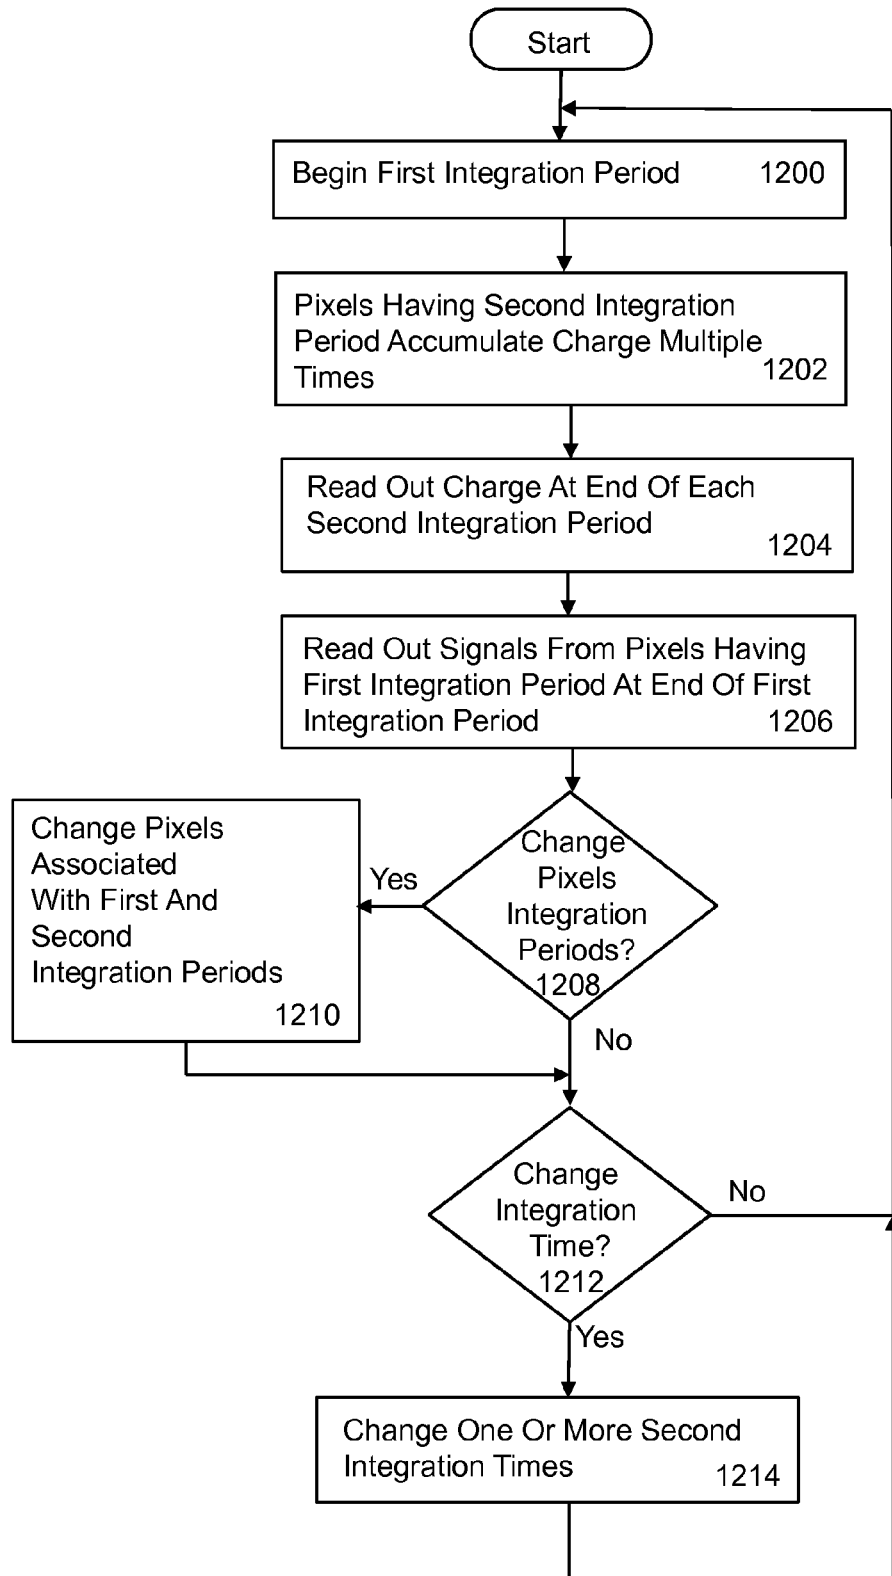 Start
Begin First Integration Period 1200
Pixels Having Second Integration
Period Accumulate Charge Multiple
Times 1202
Read Out Charge At End Of Each
Second Integration Period
1204
Read Out Signals From Pixels Having
First Integration Period At End Of First
Integration Period 1206
Change
Pixels
Integration
Periods?
1208
Yes
Change Pixels
Associated
With First And
Second
Integration Periods
1210
No
Change
Integration
Time?
1212
No
Yes
Change One Or More Second
Integration Times 1214